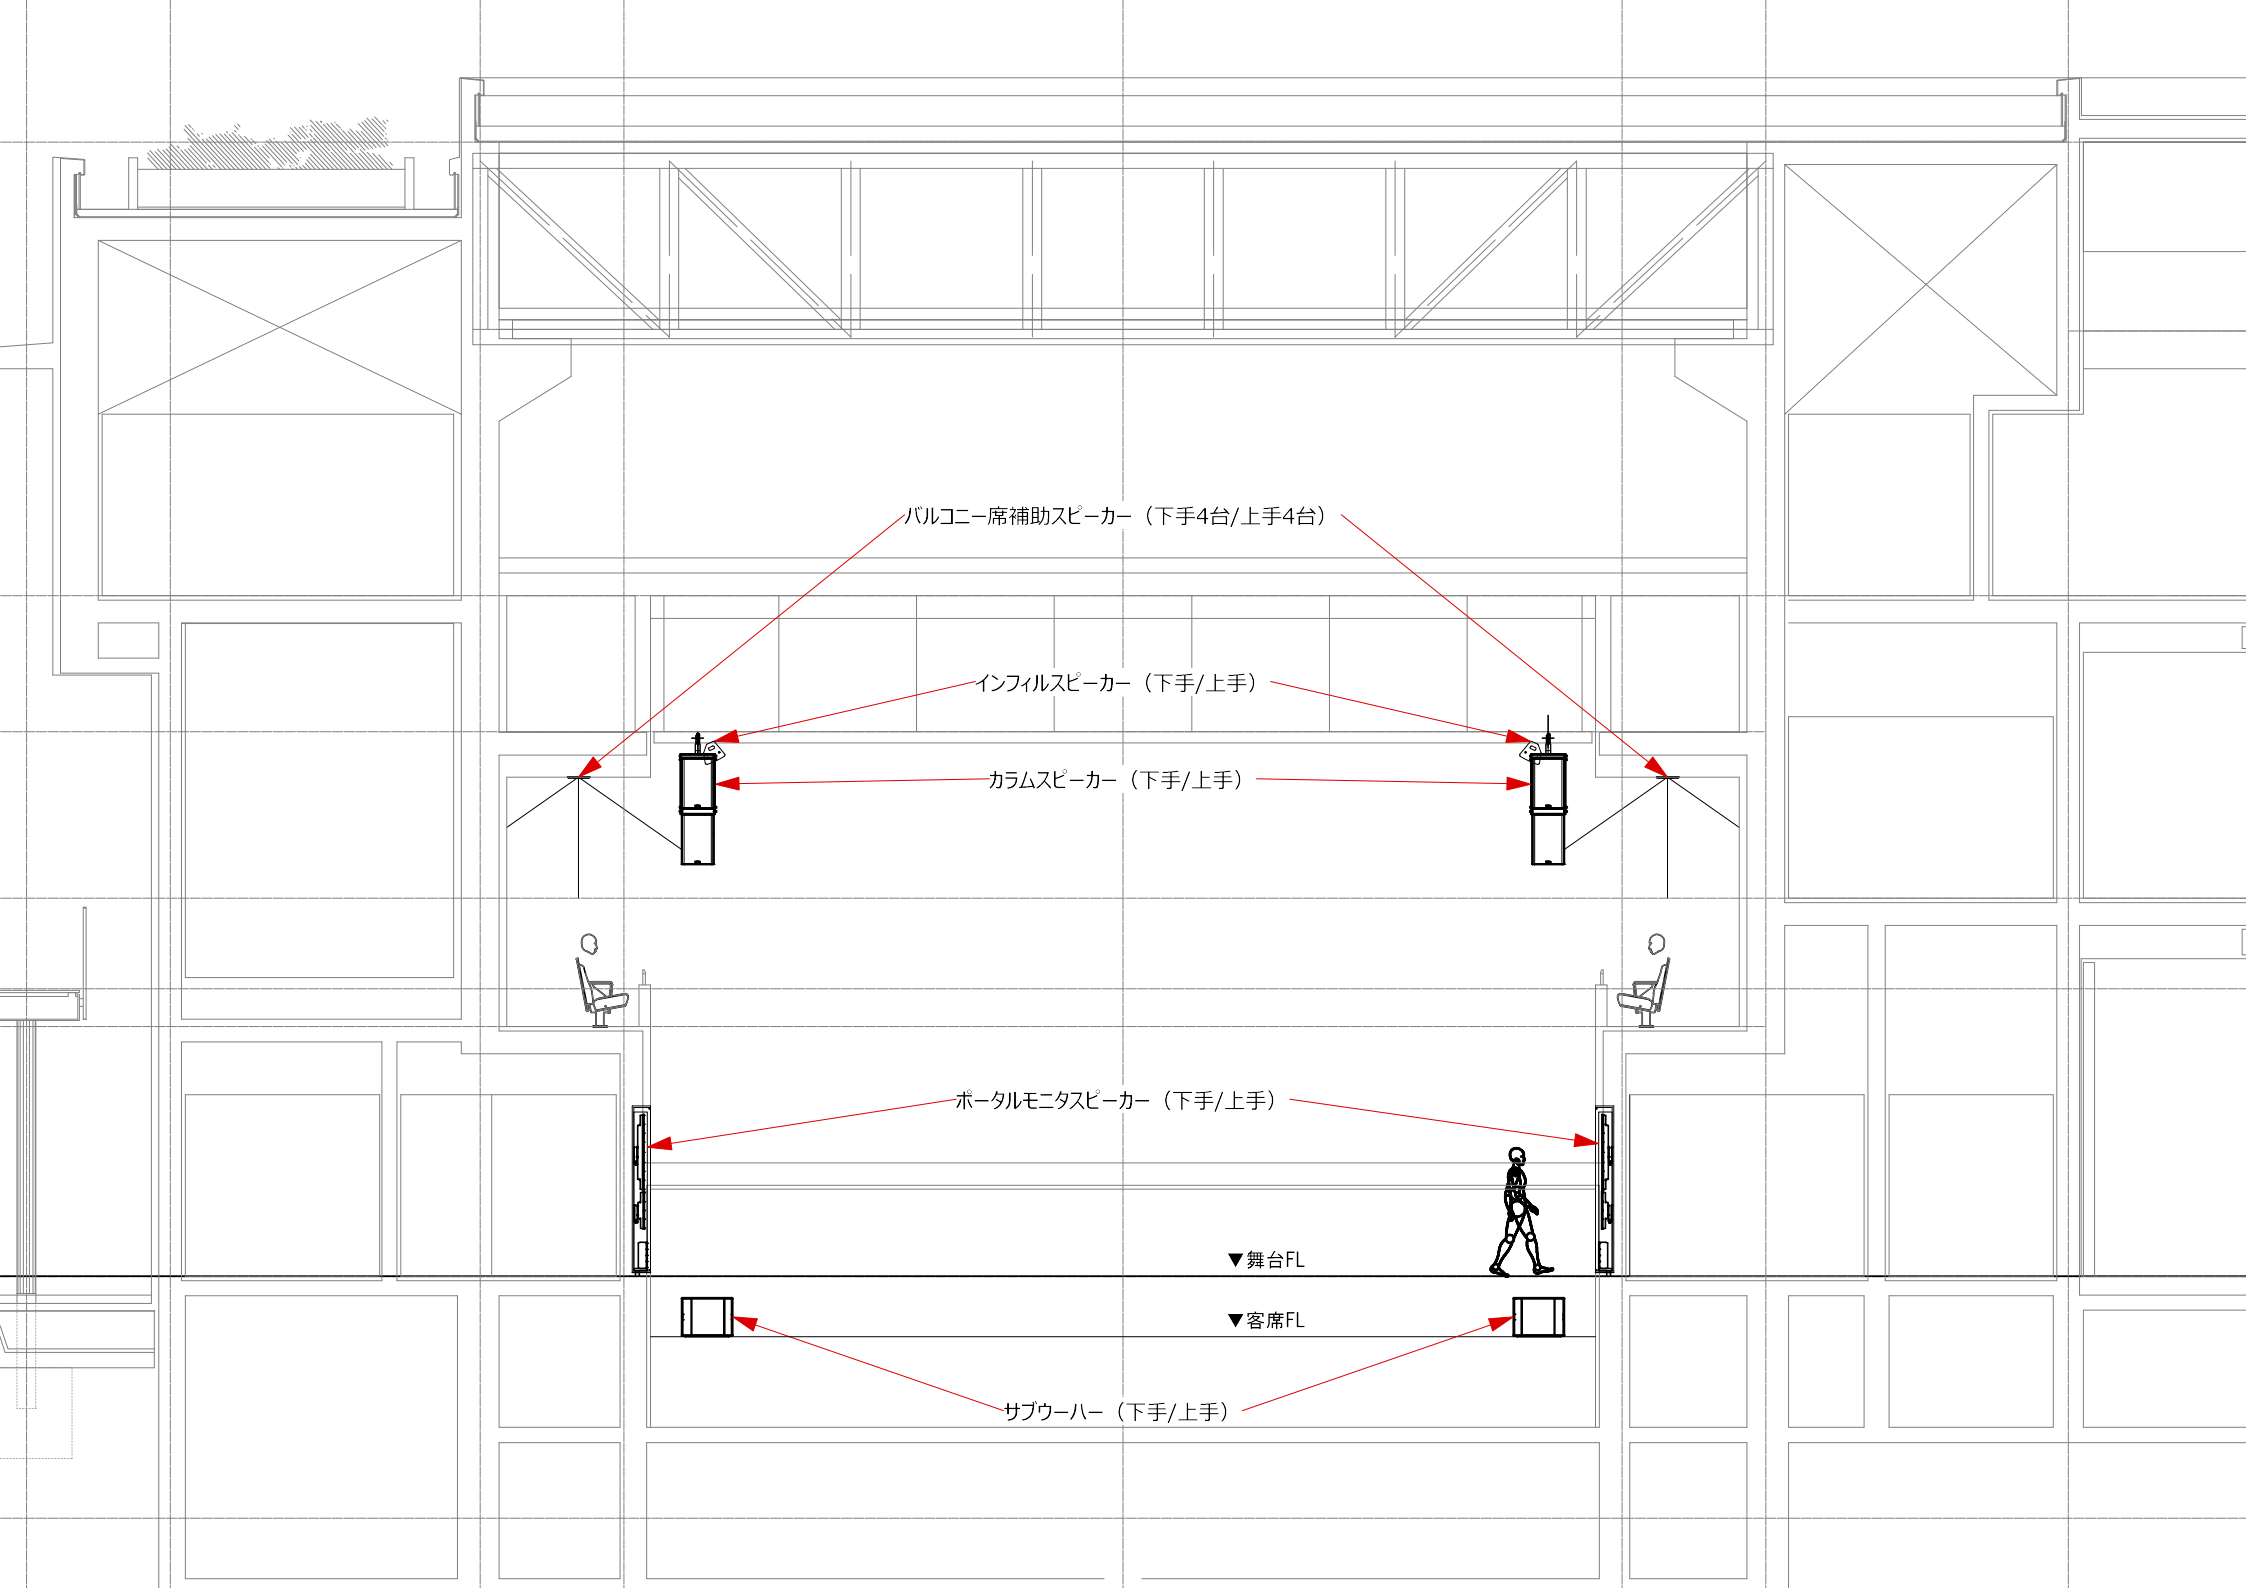 バルコニー席補助スピーカー（下手4台/上手4台）
インフィルスピーカー（下手/上手）
カラムスピーカー（下手/上手）
ポータルモニタスピーカー（下手/上手）
▼舞台FL
▼客席FL
サブウーハー（下手/上手）